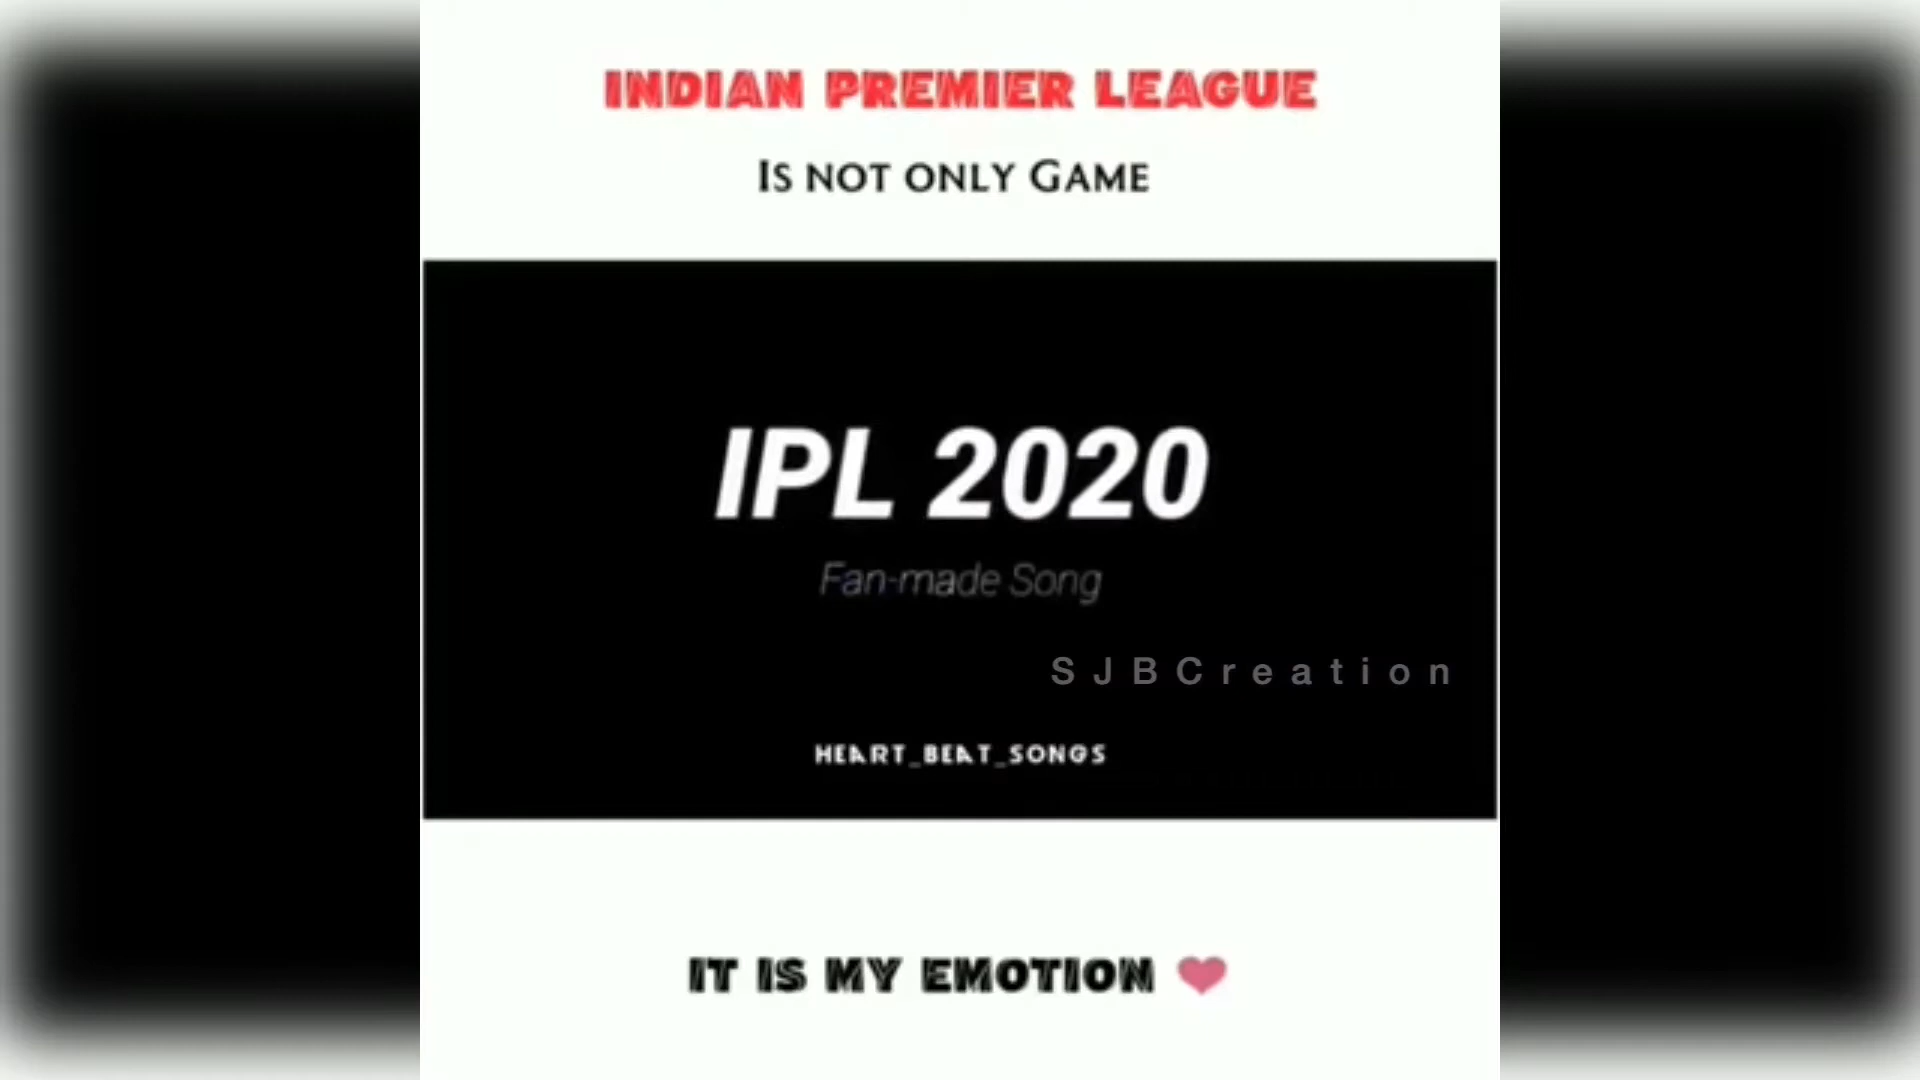 INDIAN PREMIER LEAGUE
IS NOT ONLY GAME
IPL 2020
Fan-made Song
SJBCreation
HEART_BEAT_SONGS
IT IS MY EMOTION ❤